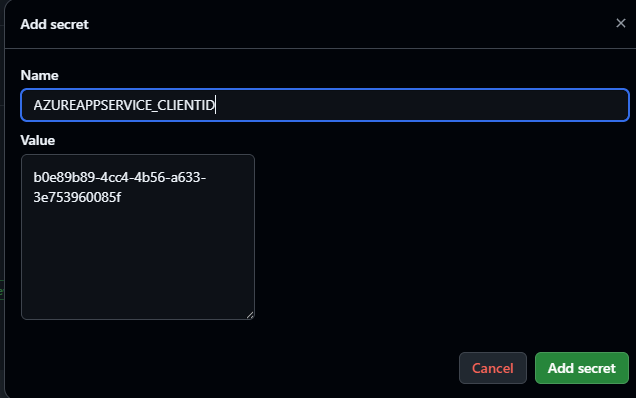 Add secret
Name
AZUREAPPSERVICE_CLIENTID
Value
b0e89b89-4cc4-4b56-a633-
3e753960085f
Cancel
Add secret